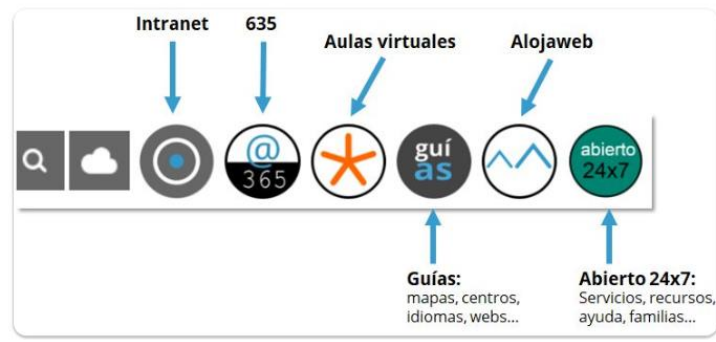 Intranet 635
Aulas virtuales
Alojaweb
@
365
guí
as
abierto
24x7
Guías:
mapas, centros,
idiomas, webs...
Abierto 24x7:
Servicios, recursos,
ayuda, familias...